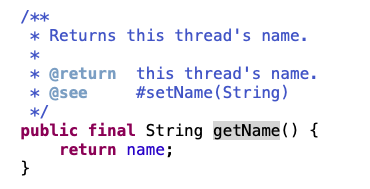 /**
 * Returns this thread's name.
 *
 * @return  this thread's name.
 * @see     #setName(String)
 */
public final String getName() {
    return name;
}